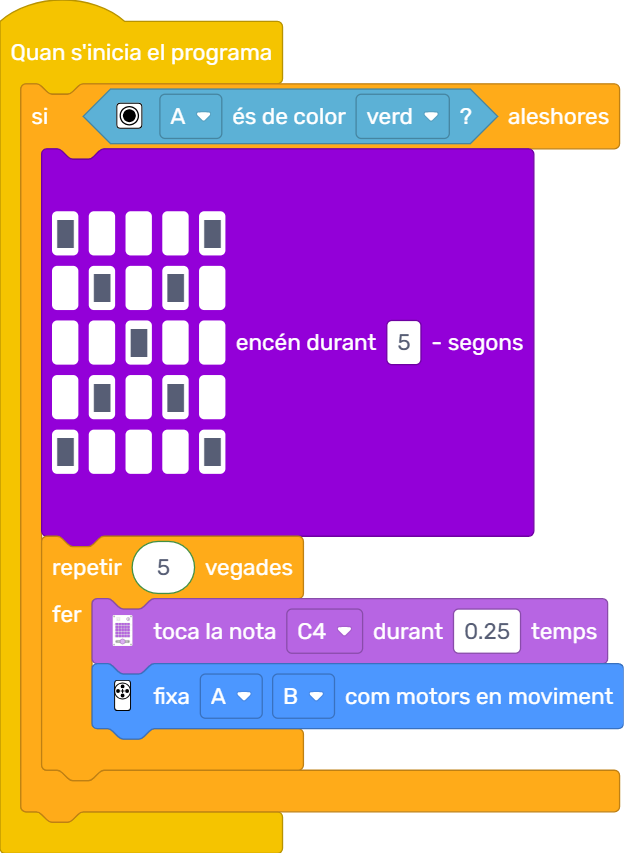 Quan s'inicia el programa
si A és de color verd ? aleshores
encén durant 5 - segons
repetir 5 vegades
fer
toca la nota C4 durant 0.25 temps
fixa A B com motors en moviment